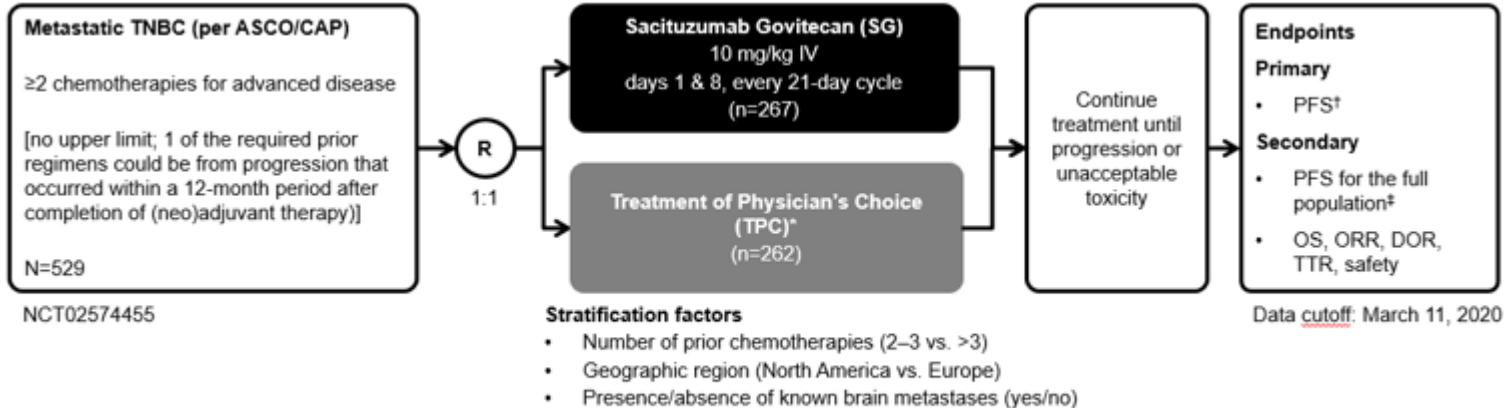 Metastatic TNBC (per ASCO/CAP)
≥2 chemotherapies for advanced disease
[no upper limit; 1 of the required prior
regimens could be from progression that
occurred within a 12-month period after
completion of (neo)adjuvant therapy)]
N=529
NCT02574455
R
1:1
Sacituzumab Govitecan (SG)
10 mg/kg IV
days 1 & 8, every 21-day cycle
(n=267)
Treatment of Physician's Choice
(TPC)*
(n=262)
Stratification factors
• Number of prior chemotherapies (2–3 vs. >3)
• Geographic region (North America vs. Europe)
• Presence/absence of known brain metastases (yes/no)
Continue
treatment until
progression or
unacceptable
toxicity
Endpoints
Primary
• PFS†
Secondary
• PFS for the full
population‡
• OS, ORR, DOR,
TTR, safety
Data cutoff: March 11, 2020